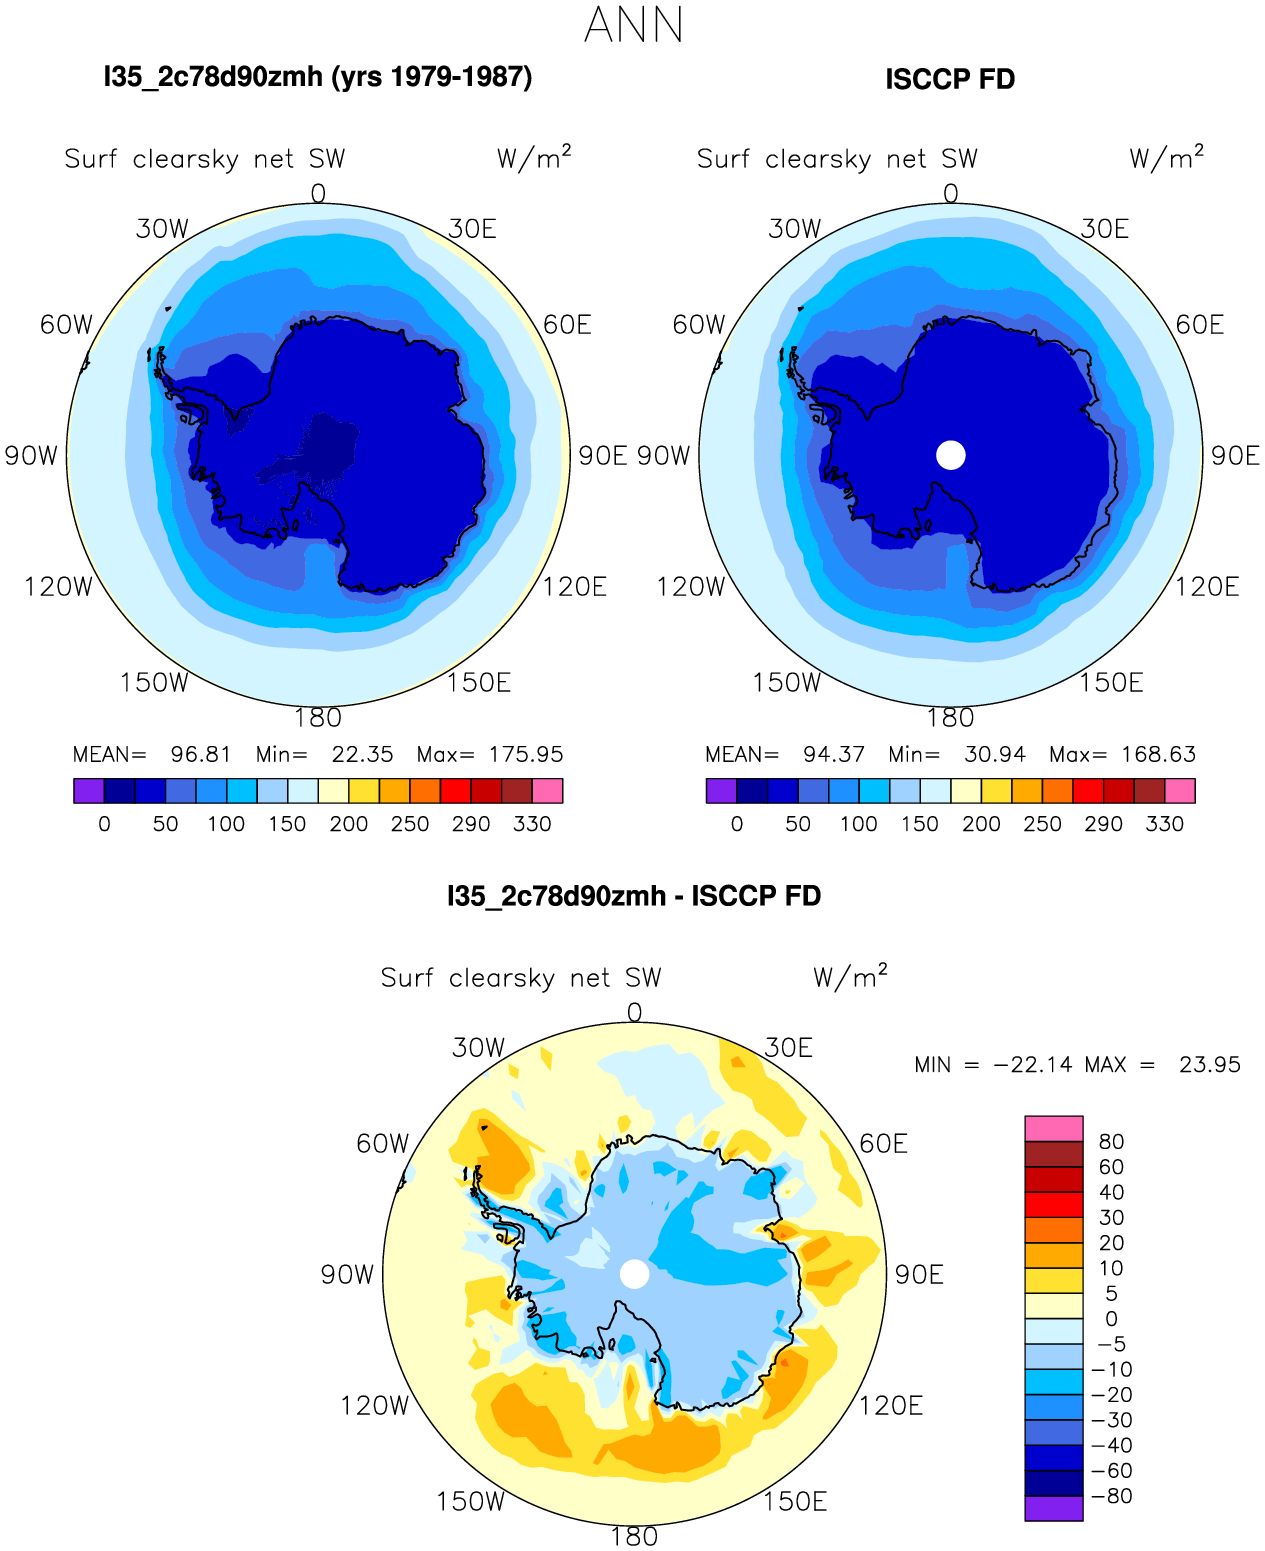 ANN
I35_2c78d90zmh (yrs 1979-1987)
ISCCP FD
Surf clearsky net SW W/m²
Surf clearsky net SW W/m²
0
30W 30E
60W 60E
90W 90E
120W 120E
150W 150E
180
0
30W 30E
60W 60E
90W 90E
120W 120E
150W 150E
180
MEAN= 96.81 Min= 22.35 Max= 175.95
0 50 100 150 200 250 290 330
MEAN= 94.37 Min= 30.94 Max= 168.63
0 50 100 150 200 250 290 330
I35_2c78d90zmh - ISCCP FD
Surf clearsky net SW W/m²
0
30W 30E
60W 60E
90W 90E
120W 120E
150W 150E
180
MIN = −22.14 MAX = 23.95
80
60
40
30
20
10
5
0
−5
−10
−20
−30
−40
−60
−80